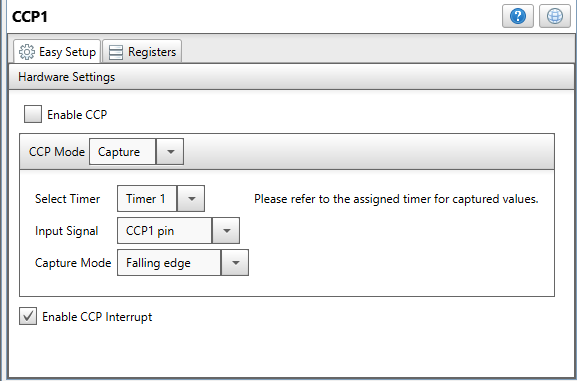 CCP1
Easy Setup
Registers
Hardware Settings
Enable CCP
CCP Mode Capture
Select Timer Timer 1 Please refer to the assigned timer for captured values.
Input Signal CCP1 pin
Capture Mode Falling edge
Enable CCP Interrupt